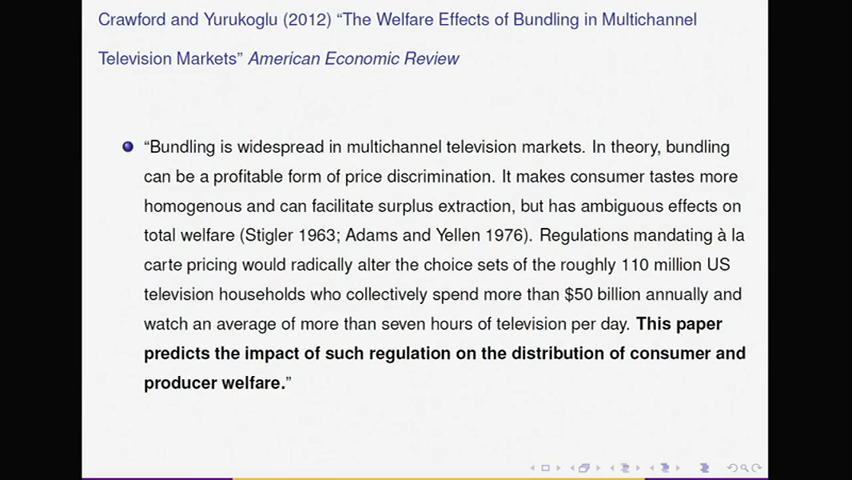 Crawford and Yurukoglu (2012) “The Welfare Effects of Bundling in Multichannel
Television Markets” American Economic Review
“Bundling is widespread in multichannel television markets. In theory, bundling
can be a profitable form of price discrimination. It makes consumer tastes more
homogenous and can facilitate surplus extraction, but has ambiguous effects on
total welfare (Stigler 1963; Adams and Yellen 1976). Regulations mandating à la
carte pricing would radically alter the choice sets of the roughly 110 million US
television households who collectively spend more than $50 billion annually and
watch an average of more than seven hours of television per day. This paper
predicts the impact of such regulation on the distribution of consumer and
producer welfare.”